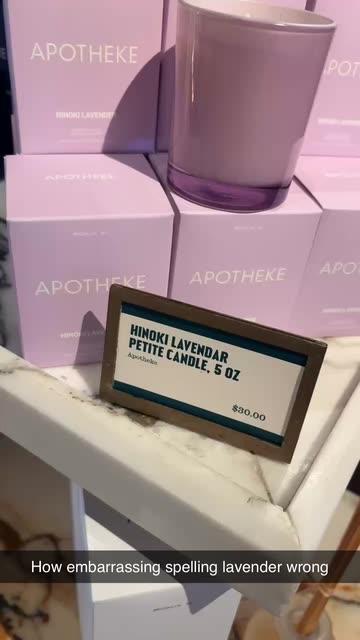 APOTHEKE
HINOKI LAVENDER
APOTHEKE
APOTHEKE
APOTHEKE
HINOKI LAVENDAR
PETITE CANDLE, 5 OZ
Apotheke
$30.00
How embarrassing spelling lavender wrong